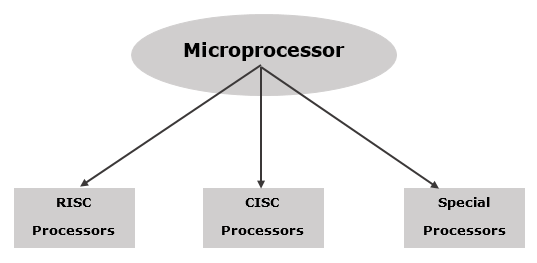 Microprocessor
RISC
Processors
CISC
Processors
Special
Processors